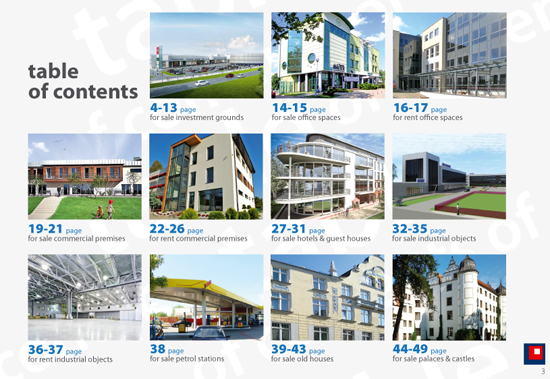 table
of contents
4-13 page
for sale investment grounds
14-15 page
for sale office spaces
16-17 page
for rent office spaces
19-21 page
for sale commercial premises
22-26 page
for rent commercial premises
27-31 page
for sale hotels & guest houses
32-35 page
for sale industrial objects
36-37 page
for rent industrial objects
38 page
for sale petrol stations
39-43 page
for sale old houses
44-49 page
for sale palaces & castles
3